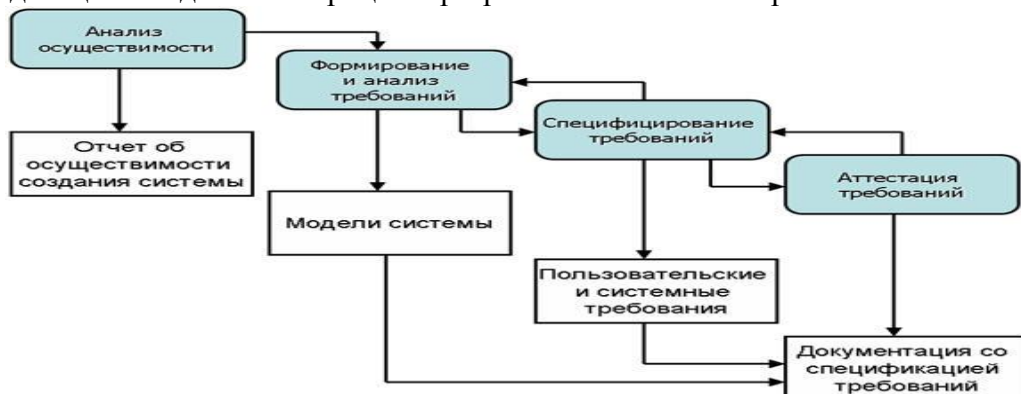 Анализ
осуществимости
Формирование
и анализ
требований
Специфицирование
требований
Отчет об
осуществимости
создания системы
Аттестация
требований
Модели системы
Пользовательские
и системные
требования
Документация со
спецификацией
требований